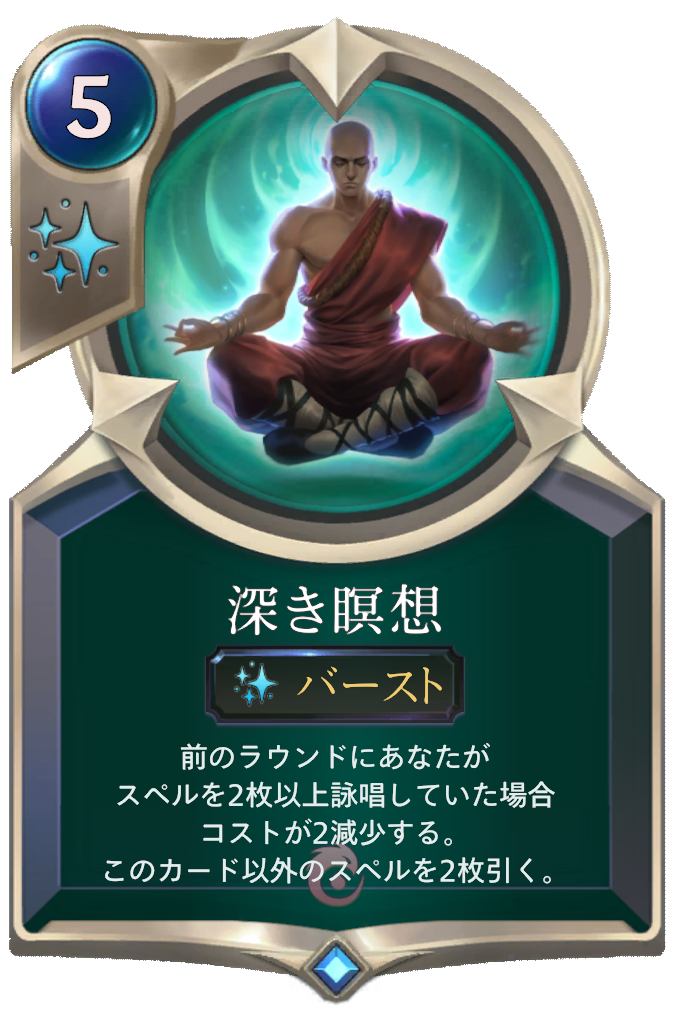 5
深き瞑想
バースト
前のラウンドにあなたが
スペルを2枚以上詠唱していた場合
コストが2減少する。
このカード以外のスペルを2枚引く。